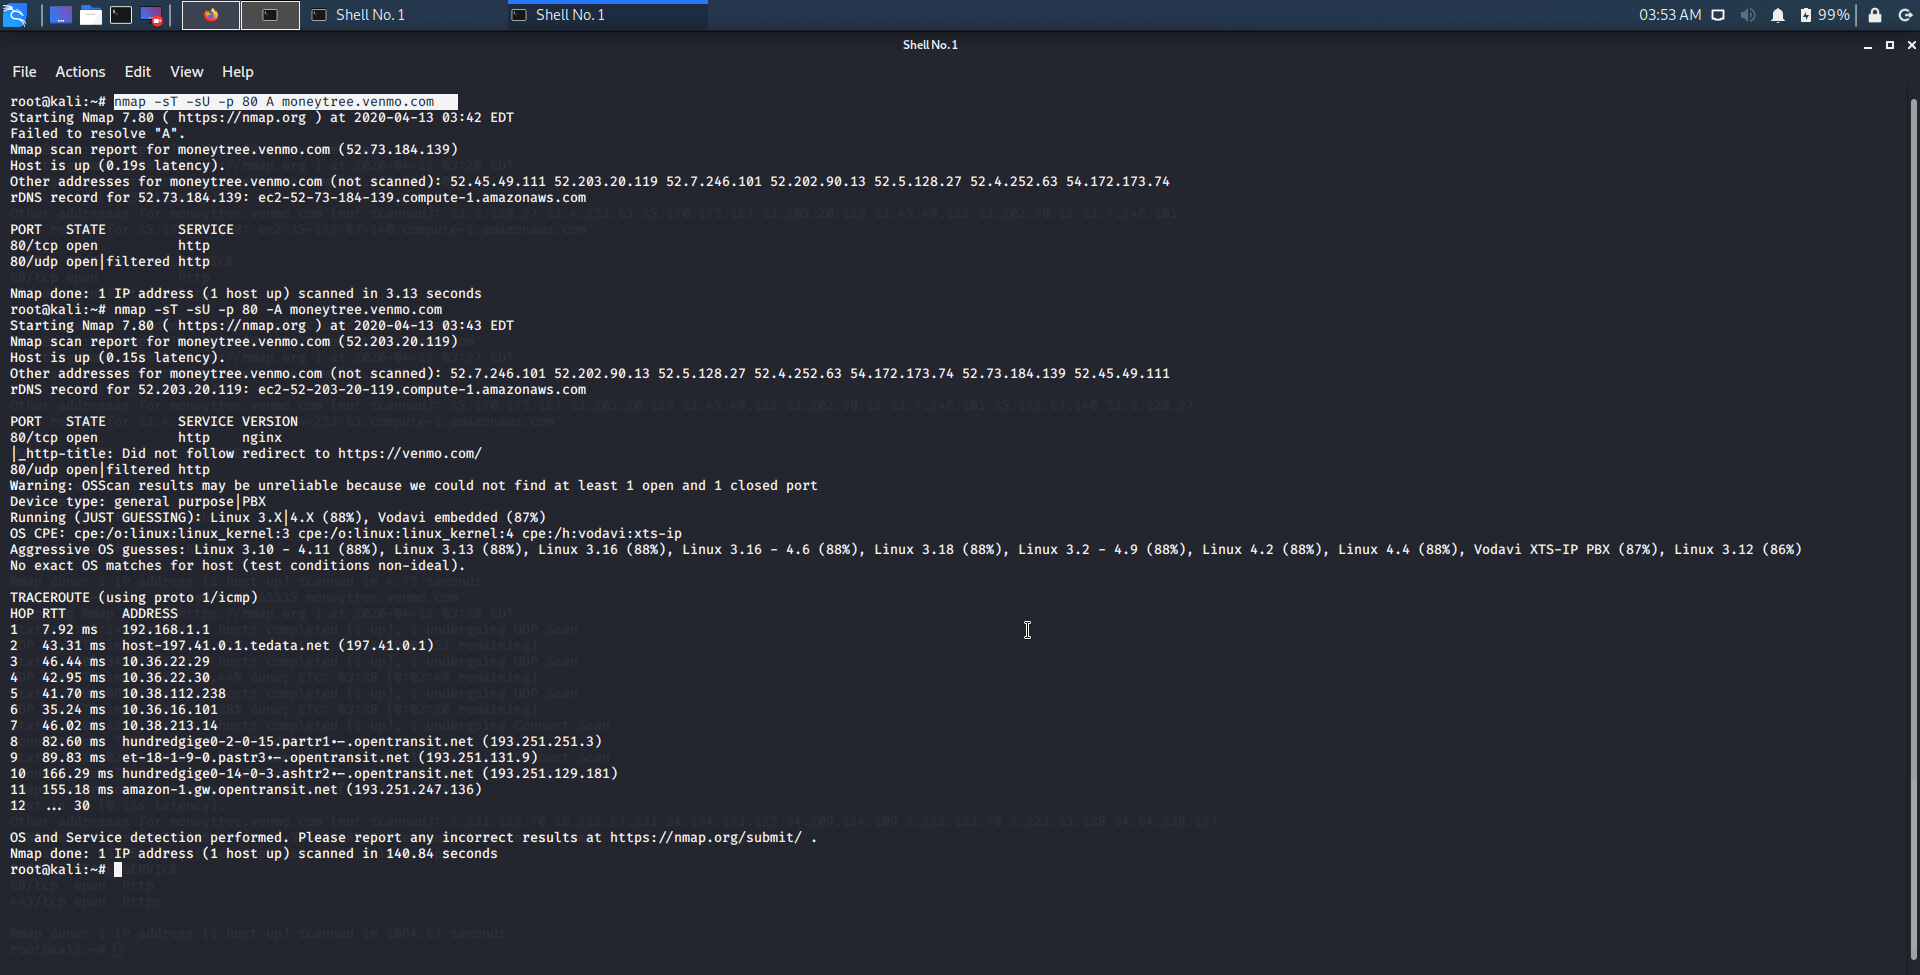 Shell No. 1
Shell No. 1
03:53 AM
99%
Shell No. 1
File Actions Edit View Help
root@kali:~# nmap -sT -sU -p 80 A moneytree.venmo.com
Starting Nmap 7.80 ( https://nmap.org ) at 2020-04-13 03:42 EDT
Failed to resolve "A".
Nmap scan report for moneytree.venmo.com (52.73.184.139)
Host is up (0.19s latency).
Other addresses for moneytree.venmo.com (not scanned): 52.45.49.111 52.203.20.119 52.7.246.101 52.202.90.13 52.5.128.27 52.4.252.63 54.172.173.74
rDNS record for 52.73.184.139: ec2-52-73-184-139.compute-1.amazonaws.com
PORT   STATE         SERVICE
80/tcp open          http
80/udp open|filtered http
Nmap done: 1 IP address (1 host up) scanned in 3.13 seconds
root@kali:~# nmap -sT -sU -p 80 -A moneytree.venmo.com
Starting Nmap 7.80 ( https://nmap.org ) at 2020-04-13 03:43 EDT
Nmap scan report for moneytree.venmo.com (52.203.20.119)
Host is up (0.15s latency).
Other addresses for moneytree.venmo.com (not scanned): 52.7.246.101 52.202.90.13 52.5.128.27 52.4.252.63 54.172.173.74 52.73.184.139 52.45.49.111
rDNS record for 52.203.20.119: ec2-52-203-20-119.compute-1.amazonaws.com
PORT   STATE         SERVICE VERSION
80/tcp open          http    nginx
|_http-title: Did not follow redirect to https://venmo.com/
80/udp open|filtered http
Warning: OSScan results may be unreliable because we could not find at least 1 open and 1 closed port
Device type: general purpose|PBX
Running (JUST GUESSING): Linux 3.X|4.X (88%), Vodavi embedded (87%)
OS CPE: cpe:/o:linux:linux_kernel:3 cpe:/o:linux:linux_kernel:4 cpe:/h:vodavi:xts-ip
Aggressive OS guesses: Linux 3.10 - 4.11 (88%), Linux 3.13 (88%), Linux 3.16 (88%), Linux 3.16 - 4.6 (88%), Linux 3.18 (88%), Linux 3.2 - 4.9 (88%), Linux 4.2 (88%), Linux 4.4 (88%), Vodavi XTS-IP PBX (87%), Linux 3.12 (86%)
No exact OS matches for host (test conditions non-ideal).
TRACEROUTE (using proto 1/icmp)
HOP RTT       ADDRESS
1   7.92 ms   192.168.1.1
2   43.31 ms  host-197.41.0.1.tedata.net (197.41.0.1)
3   46.44 ms  10.36.22.29
4   42.95 ms  10.36.22.30
5   41.70 ms  10.38.112.238
6   35.24 ms  10.36.16.101
7   46.02 ms  10.38.213.14
8   82.60 ms  hundredgige0-2-0-15.partr1•—.opentransit.net (193.251.251.3)
9   89.83 ms  et-18-1-9-0.pastr3•—.opentransit.net (193.251.131.9)
10  166.29 ms hundredgige0-14-0-3.ashtr2•—.opentransit.net (193.251.129.181)
11  155.18 ms amazon-1.gw.opentransit.net (193.251.247.136)
12  ... 30
OS and Service detection performed. Please report any incorrect results at https://nmap.org/submit/ .
Nmap done: 1 IP address (1 host up) scanned in 140.84 seconds
root@kali:~#
80/tcp open http
443/tcp open https
Nmap done: 1 IP address (1 host up) scanned in 1064.87 seconds
root@kali:~#